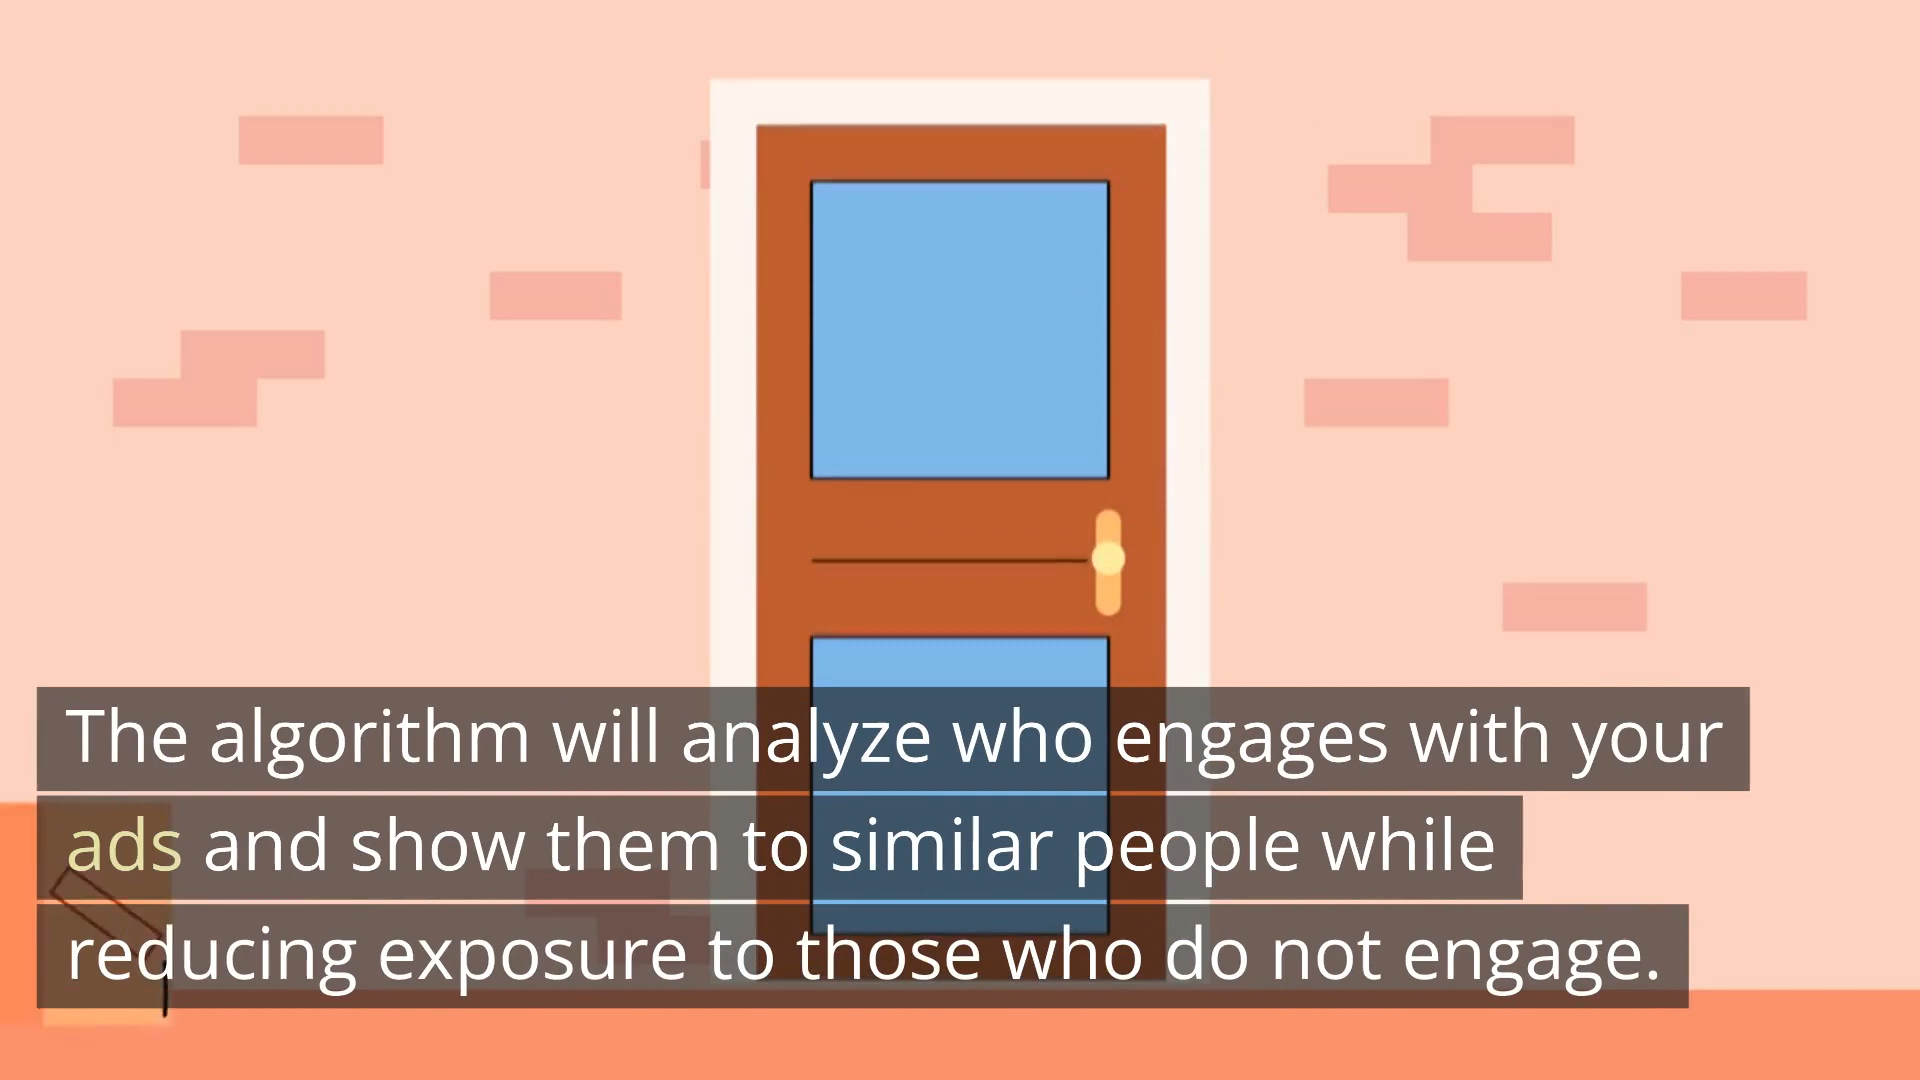 The algorithm will analyze who engages with your
ads and show them to similar people while
reducing exposure to those who do not engage.